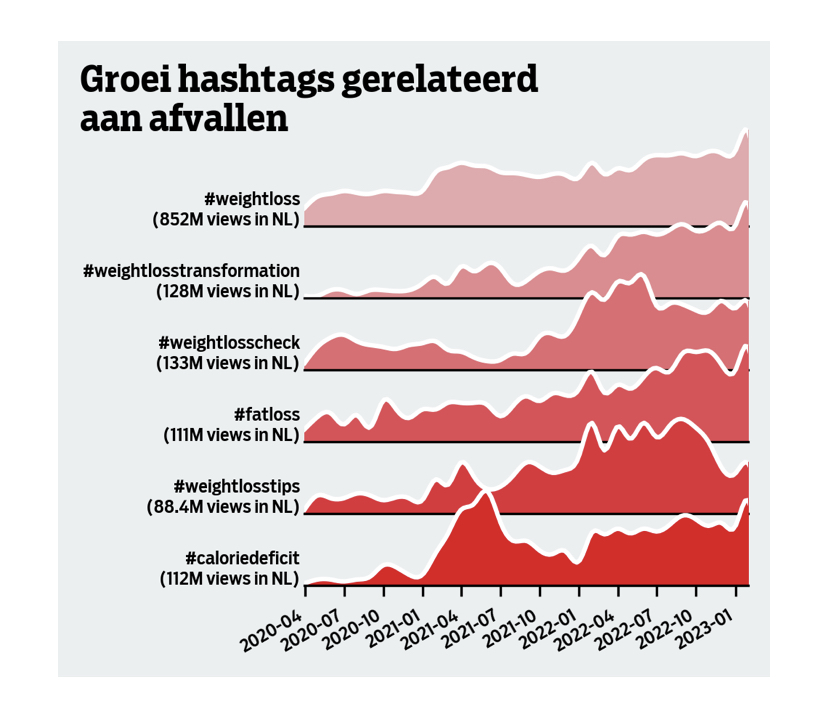 Groei hashtags gerelateerd
aan afvallen
#weightloss
(852M views in NL)
#weightlosstransformation
(128M views in NL)
#weightlosscheck
(133M views in NL)
#fatloss
(111M views in NL)
#weightlosstips
(88.4M views in NL)
#caloriedeficit
(112M views in NL)
2020-04
2020-07
2020-10
2021-01
2021-04
2021-07
2021-10
2022-01
2022-04
2022-07
2022-10
2023-01